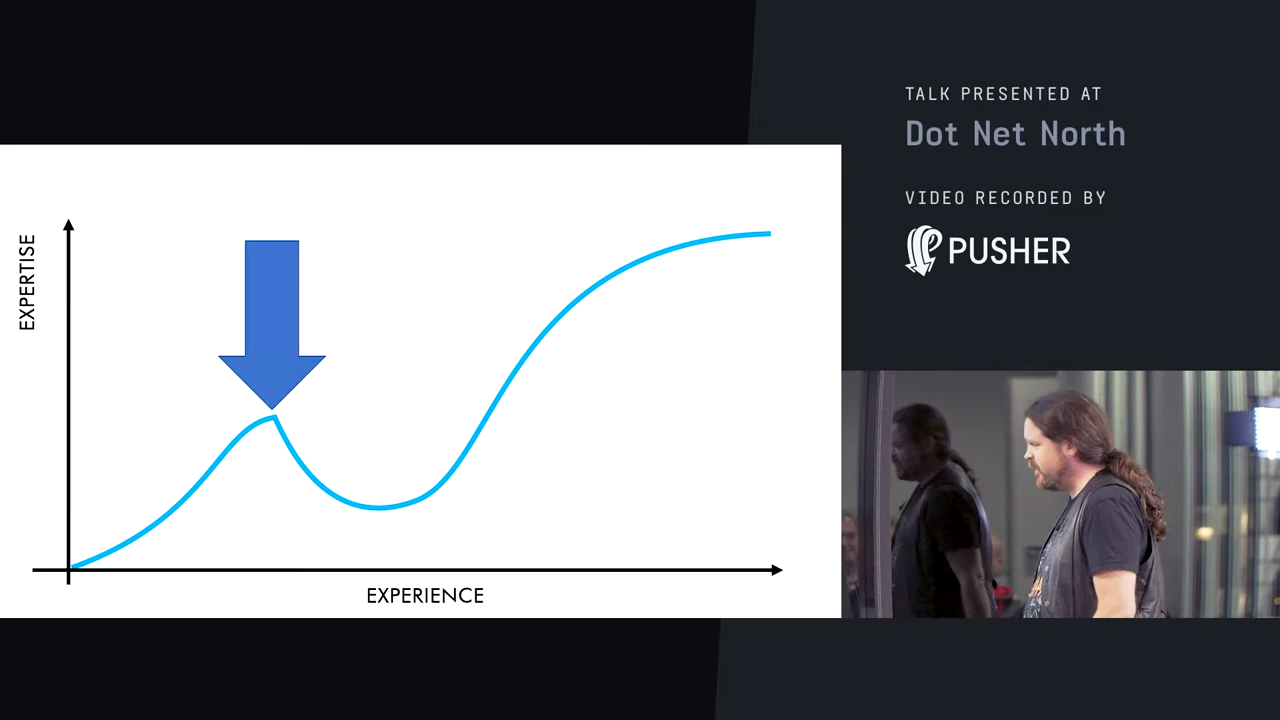 TALK PRESENTED AT
Dot Net North
VIDEO RECORDED BY
PUSHER
EXPERTISE
EXPERIENCE